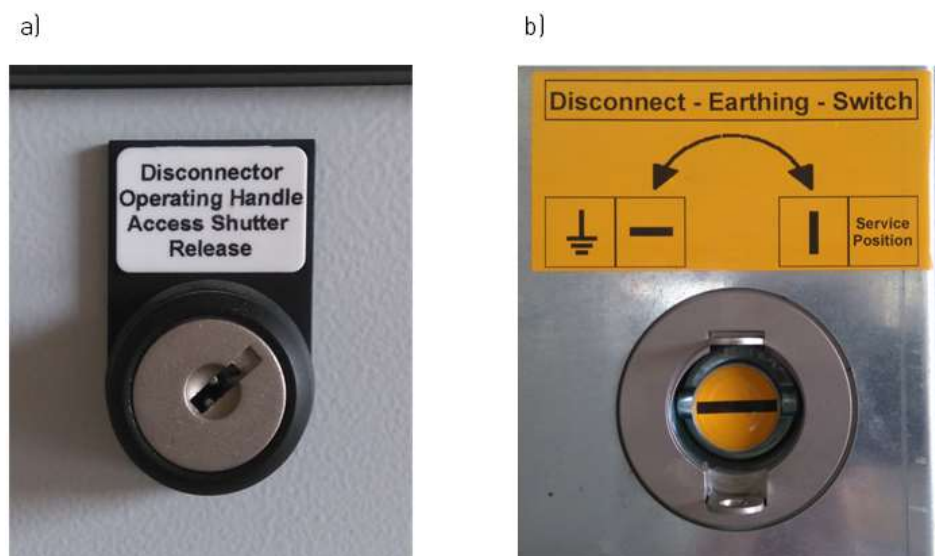 a)
b)
Disconnector
Operating Handle
Access Shutter
Release
Disconnect - Earthing - Switch
Service
Position